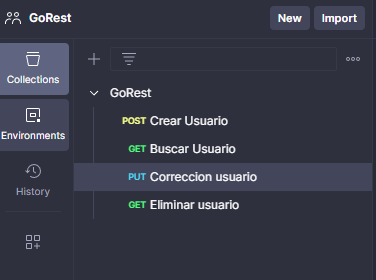 GoRest
New
Import
Collections
Environments
History
GoRest
POST Crear Usuario
GET Buscar Usuario
PUT Correccion usuario
GET Eliminar usuario